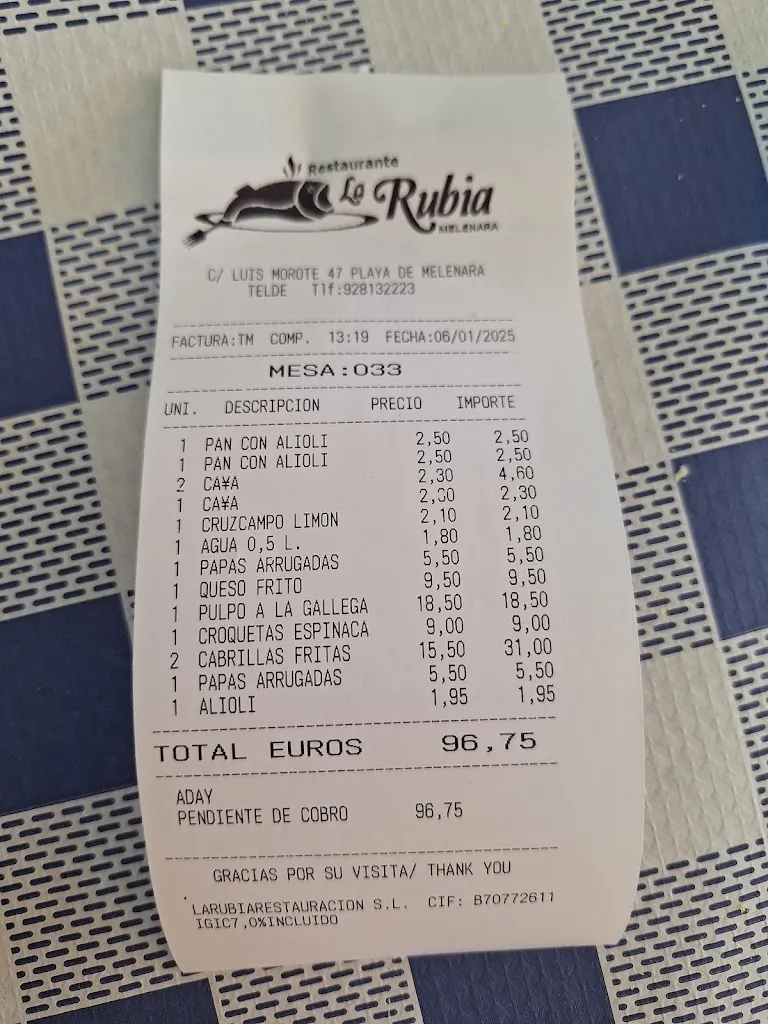 Restaurante
La Rubia
MELENARA
C/ LUIS MOROTE 47 PLAYA DE MELENARA
TELDE Tlf:928132223
FACTURA:TM COMP. 13:19 FECHA:06/01/2025
MESA:033
UNI. DESCRIPCION PRECIO IMPORTE
1 PAN CON ALIOLI 2,50 2,50
1 PAN CON ALIOLI 2,50 2,50
2 CA¥A 2,30 4,60
1 CA¥A 2,30 2,30
1 CRUZCAMPO LIMON 2,10 2,10
1 AGUA 0,5 L. 1,80 1,80
1 PAPAS ARRUGADAS 5,50 5,50
1 QUESO FRITO 9,50 9,50
1 PULPO A LA GALLEGA 18,50 18,50
1 CROQUETAS ESPINACA 9,00 9,00
2 CABRILLAS FRITAS 15,50 31,00
1 PAPAS ARRUGADAS 5,50 5,50
1 ALIOLI 1,95 1,95
TOTAL EUROS 96,75
ADAY
PENDIENTE DE COBRO 96,75
GRACIAS POR SU VISITA/ THANK YOU
LARUBIARESTAURACION S.L. CIF: B70772611
IGIC7,0%INCLUIDO